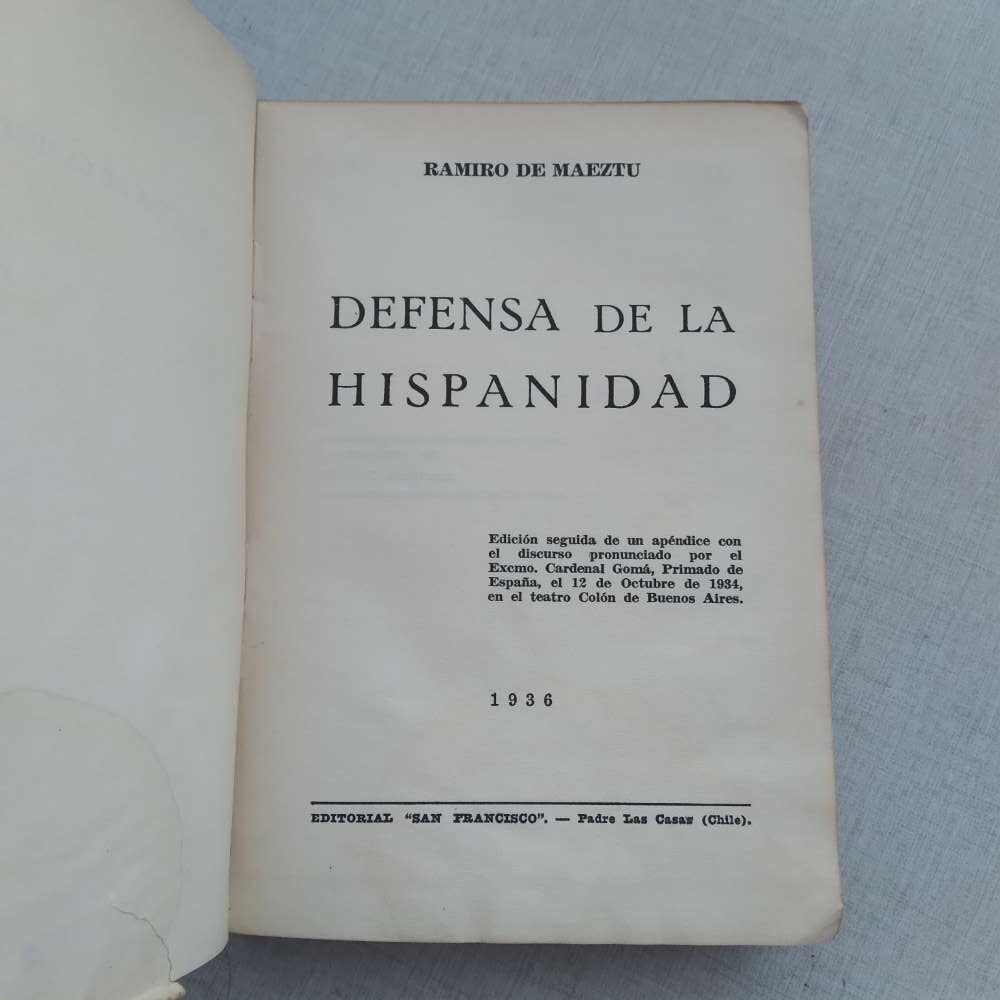 RAMIRO DE MAEZTU
DEFENSA DE LA
HISPANIDAD
Edición seguida de un apéndice con
el discurso pronunciado por el
Excmo. Cardenal Gomá, Primado de
España, el 12 de Octubre de 1934,
en el teatro Colón de Buenos Aires.
1936
EDITORIAL "SAN FRANCISCO". — Padre Las Casas (Chile).